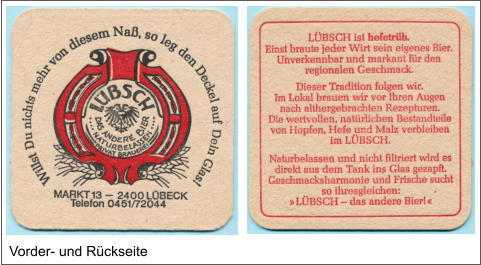 Willst Du nichts mehr von diesem Naß, so leg den Deckel auf Dein Glas!
LÜBSCH
DAS ANDERE BIER
NATURBELASSEN
PRIVAT BRAUEREI
MARKT 13 – 2400 LÜBECK
Telefon 0451/72044
LÜBSCH ist hefetrüb.
Einst braute jeder Wirt sein eigenes Bier.
Unverkennbar und markant für den
regionalen Geschmack.
Dieser Tradition folgen wir.
Im Lokal brauen wir vor Ihren Augen
nach althergebrachten Rezepturen.
Die wertvollen, natürlichen Bestandteile
von Hopfen, Hefe und Malz verbleiben
im LÜBSCH.
Naturbelassen und nicht filtriert wird es
direkt aus dem Tank ins Glas gezapft.
Geschmacksharmonie und Frische sucht
so ihresgleichen:
»LÜBSCH – das andere Bier!«
Vorder- und Rückseite